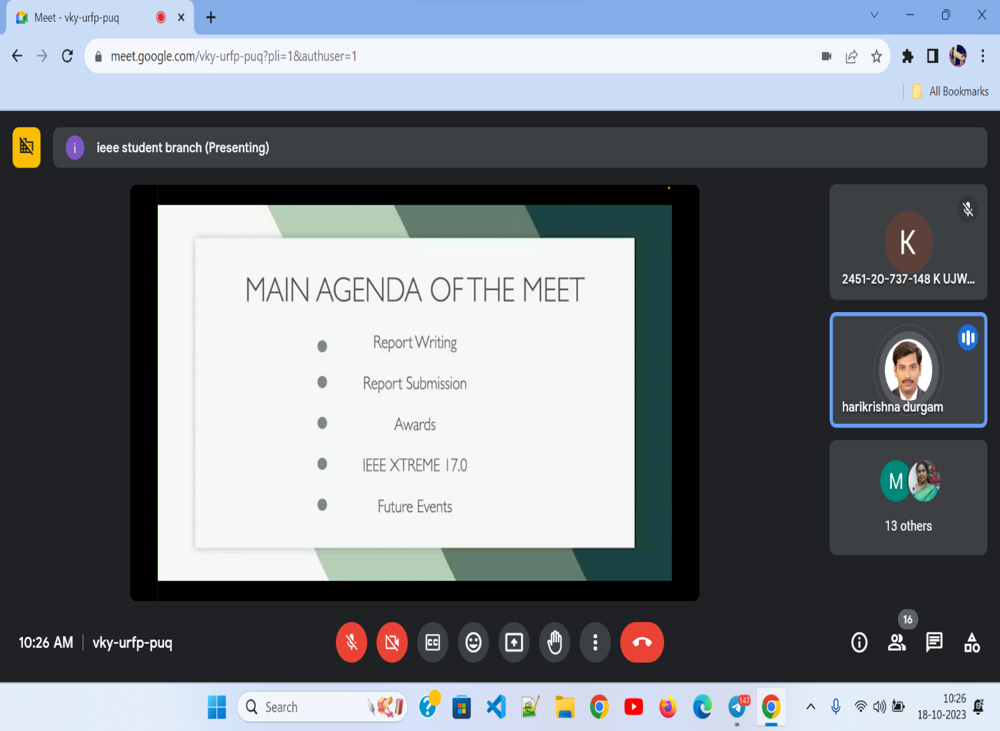 Meet - vky-urfp-puq
meet.google.com/vky-urfp-puq?pli=1&authuser=1
All Bookmarks
i
ieee student branch (Presenting)
MAIN AGENDA OF THE MEET
Report Writing
Report Submission
Awards
IEEE XTREME 17.0
Future Events
K
2451-20-737-148 K UJW...
harikrishna durgam
M
13 others
10:26 AM
vky-urfp-puq
CC
16
Search
147
10:26
18-10-2023